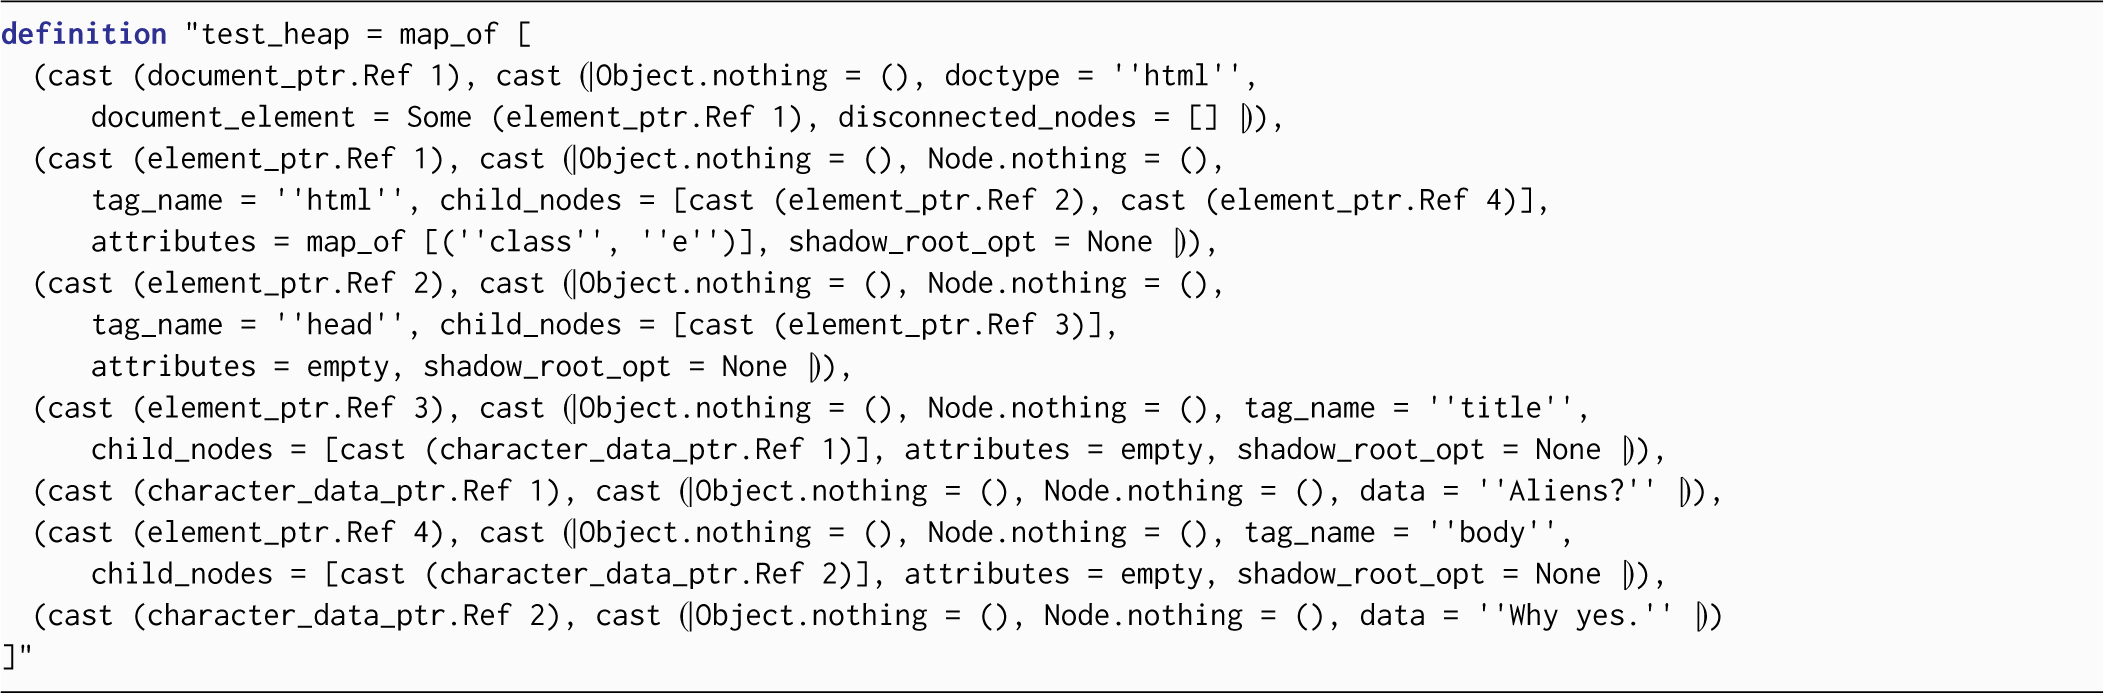 definition "test_heap = map_of [
(cast (document_ptr.Ref 1), cast ⦇Object.nothing = (), doctype = ''html'',
document_element = Some (element_ptr.Ref 1), disconnected_nodes = [] ⦈),
(cast (element_ptr.Ref 1), cast ⦇Object.nothing = (), Node.nothing = (),
tag_name = ''html'', child_nodes = [cast (element_ptr.Ref 2), cast (element_ptr.Ref 4)],
attributes = map_of [(''class'', ''e'')], shadow_root_opt = None ⦈),
(cast (element_ptr.Ref 2), cast ⦇Object.nothing = (), Node.nothing = (),
tag_name = ''head'', child_nodes = [cast (element_ptr.Ref 3)],
attributes = empty, shadow_root_opt = None ⦈),
(cast (element_ptr.Ref 3), cast ⦇Object.nothing = (), Node.nothing = (), tag_name = ''title'',
child_nodes = [cast (character_data_ptr.Ref 1)], attributes = empty, shadow_root_opt = None ⦈),
(cast (character_data_ptr.Ref 1), cast ⦇Object.nothing = (), Node.nothing = (), data = ''Aliens?'' ⦈),
(cast (element_ptr.Ref 4), cast ⦇Object.nothing = (), Node.nothing = (), tag_name = ''body'',
child_nodes = [cast (character_data_ptr.Ref 2)], attributes = empty, shadow_root_opt = None ⦈),
(cast (character_data_ptr.Ref 2), cast ⦇Object.nothing = (), Node.nothing = (), data = ''Why yes.'' ⦈)
]"